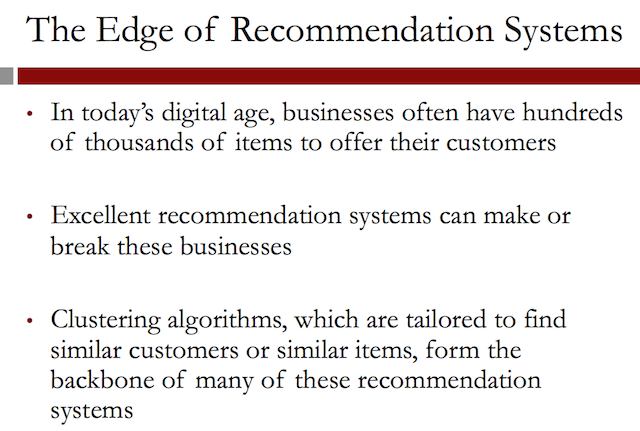 The Edge of Recommendation Systems
• In today’s digital age, businesses often have hundreds
of thousands of items to offer their customers
• Excellent recommendation systems can make or
break these businesses
• Clustering algorithms, which are tailored to find
similar customers or similar items, form the
backbone of many of these recommendation
systems